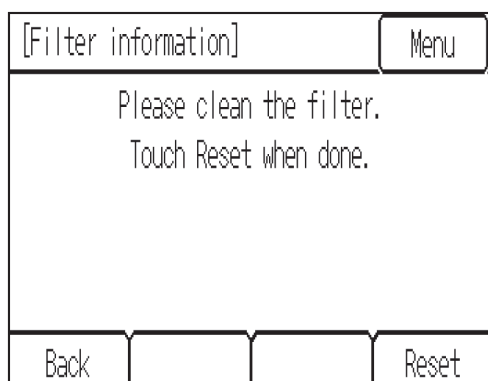 [Filter information]
Menu
Please clean the filter.
Touch Reset when done.
Back
Reset